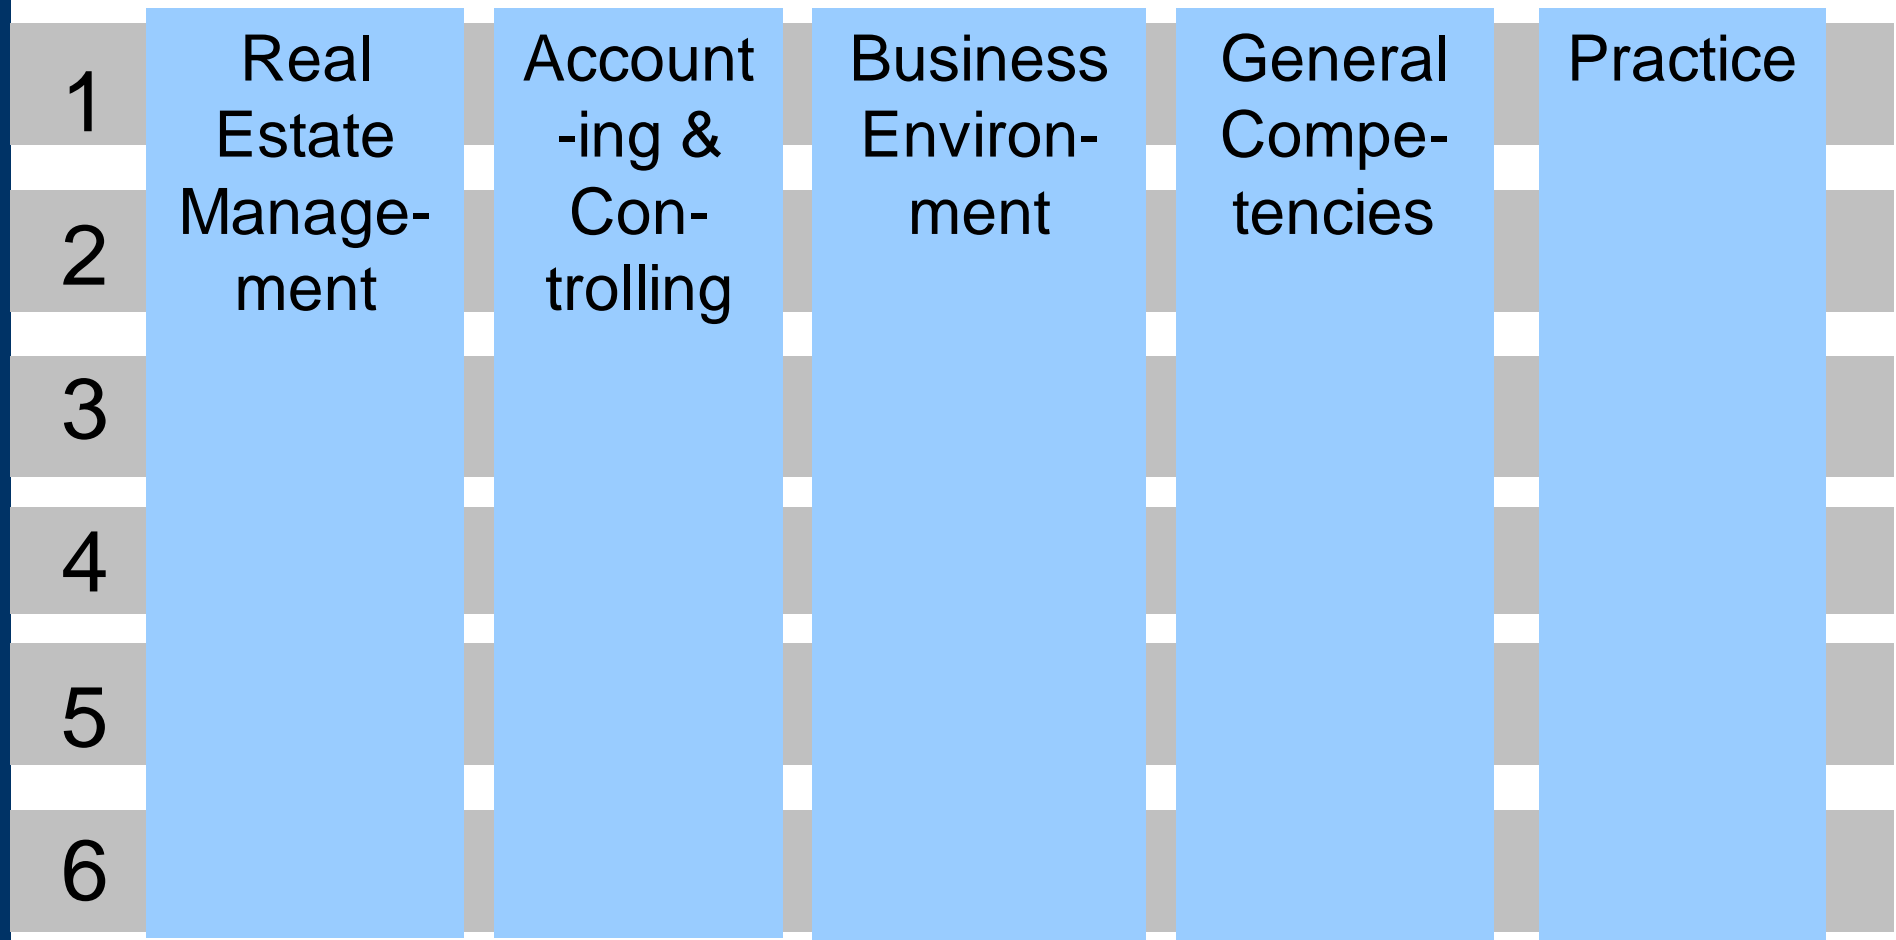 1
2
3
4
5
6
Real
Estate
Manage-
ment
Account
-ing &
Con-
trolling
Business
Environ-
ment
General
Compe-
tencies
Practice